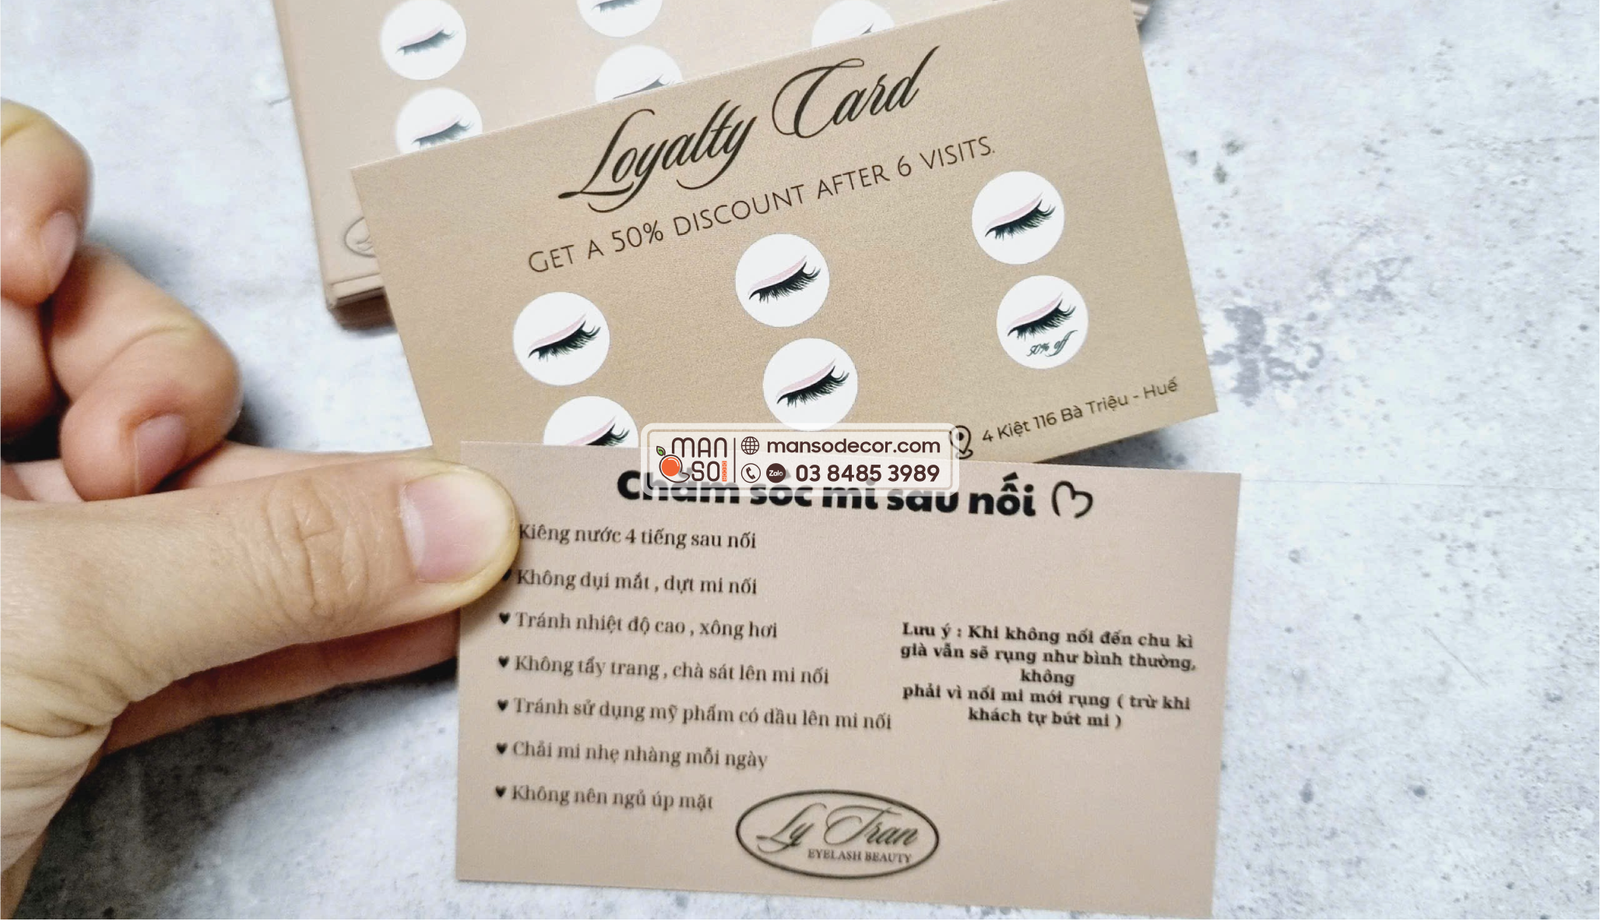 Loyalty Card
GET A 50% DISCOUNT AFTER 6 VISITS.
50% off
4 Kiệt 116 Bà Triệu - Huế
MAN
SO
mansodecor.com
Zalo
03 8485 3989
Chăm sóc mi sau nối
Kiêng nước 4 tiếng sau nối
Không dụi mắt , dựt mi nối
Tránh nhiệt độ cao , xông hơi
Không tẩy trang , chà sát lên mi nối
Tránh sử dụng mỹ phẩm có dầu lên mi nối
Chải mi nhẹ nhàng mỗi ngày
Không nên ngủ úp mặt
Lưu ý : Khi không nối đến chu kì
già vẫn sẽ rụng như bình thường,
không
phải vì nối mi mới rụng ( trừ khi
khách tự bứt mi )
Ly Tran
EYELASH BEAUTY